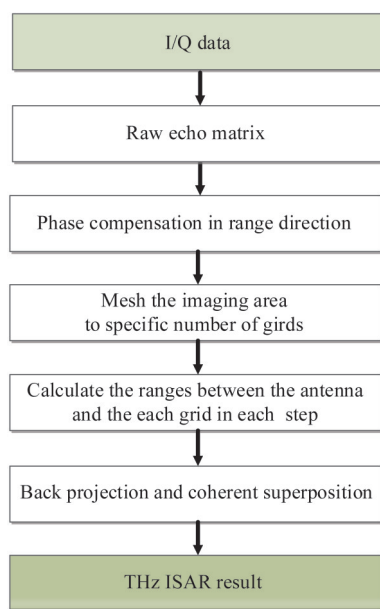 I/Q data
Raw echo matrix
Phase compensation in range direction
Mesh the imaging area
to specific number of girds
Calculate the ranges between the antenna
and the each grid in each step
Back projection and coherent superposition
THz ISAR result